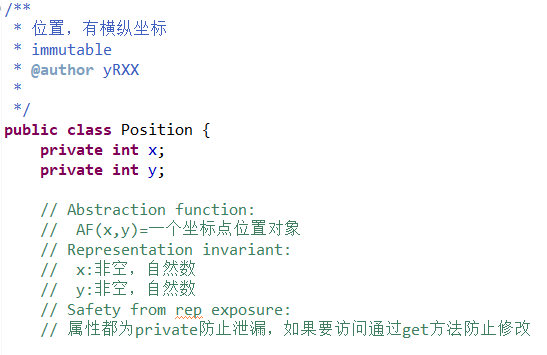 /**
 * 位置，有横纵坐标
 * immutable
 * @author yRXX
 *
 */
public class Position {
    private int x;
    private int y;
    // Abstraction function:
    //  AF(x,y)=一个坐标点位置对象
    // Representation invariant:
    //  x:非空，自然数
    //  y:非空，自然数
    // Safety from rep exposure:
    // 属性都为private防止泄漏，如果要访问通过get方法防止修改